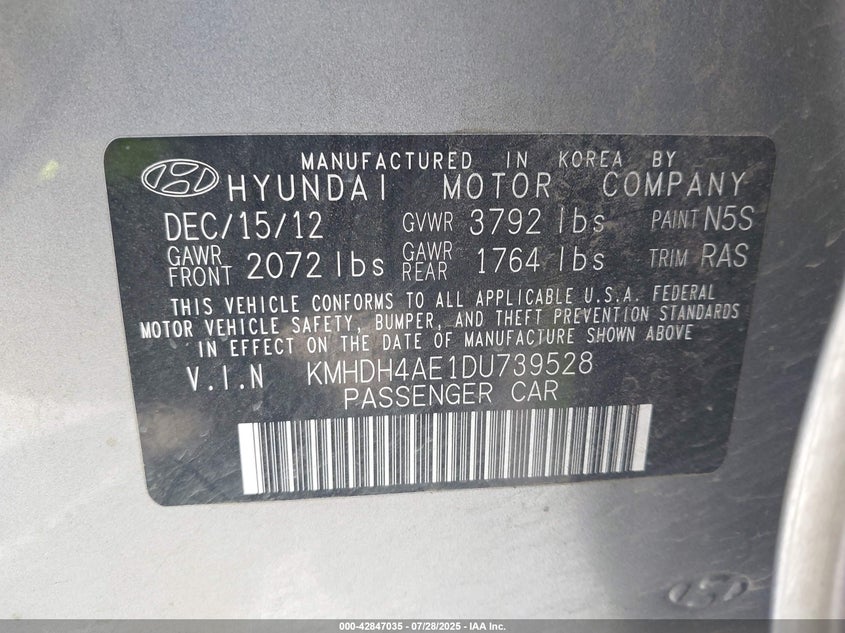 MANUFACTURED IN KOREA BY
HYUNDAI MOTOR COMPANY
DEC/15/12 GVWR 3792 lbs PAINT N5S
GAWR FRONT 2072 lbs GAWR REAR 1764 lbs TRIM RAS
THIS VEHICLE CONFORMS TO ALL APPLICABLE U.S.A. FEDERAL
MOTOR VEHICLE SAFETY, BUMPER, AND THEFT PREVENTION STANDARDS
IN EFFECT ON THE DATE OF MANUFACTURE SHOWN ABOVE
V.I.N KMHDH4AE1DU739528
PASSENGER CAR
000-42847035 - 07/28/2025 - IAA Inc.